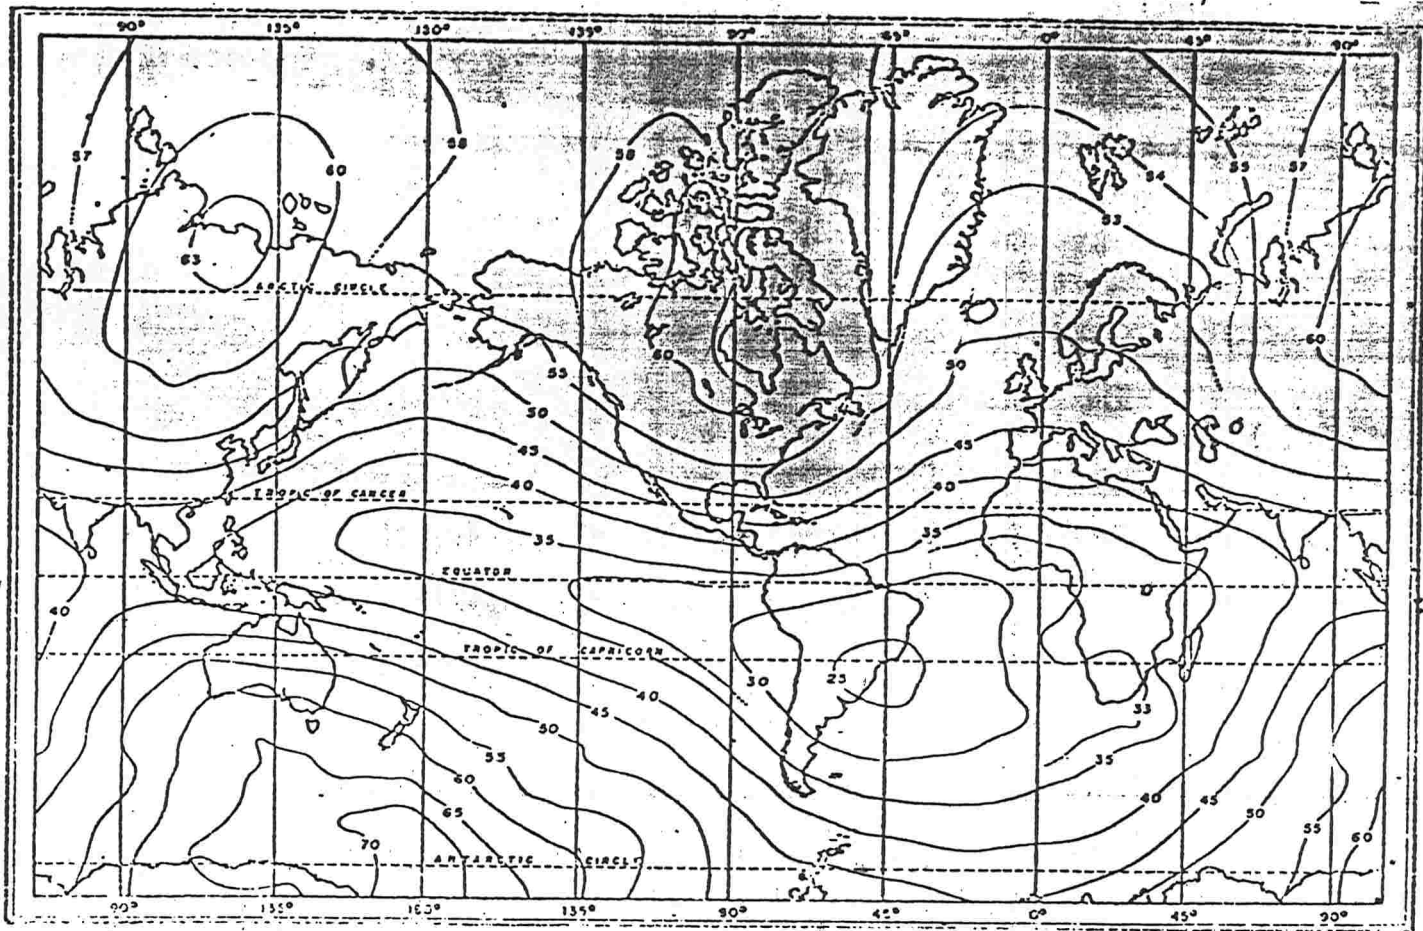 90° 135° 180° 135° 90° 45° 0° 45° 90°
57 58 60 58 54 55 57
53
63
ARCTIC CIRCLE
60 55 50 60
50 45 45
TROPIC OF CANCER 40 40
35 35
EQUATOR
40
TROPIC OF CAPRICORN
30 25
40 45 33
50
55 35
60 40 45 50
65 55 60
70
ANTARCTIC CIRCLE
90° 135° 180° 135° 90° 45° 0° 45° 90°